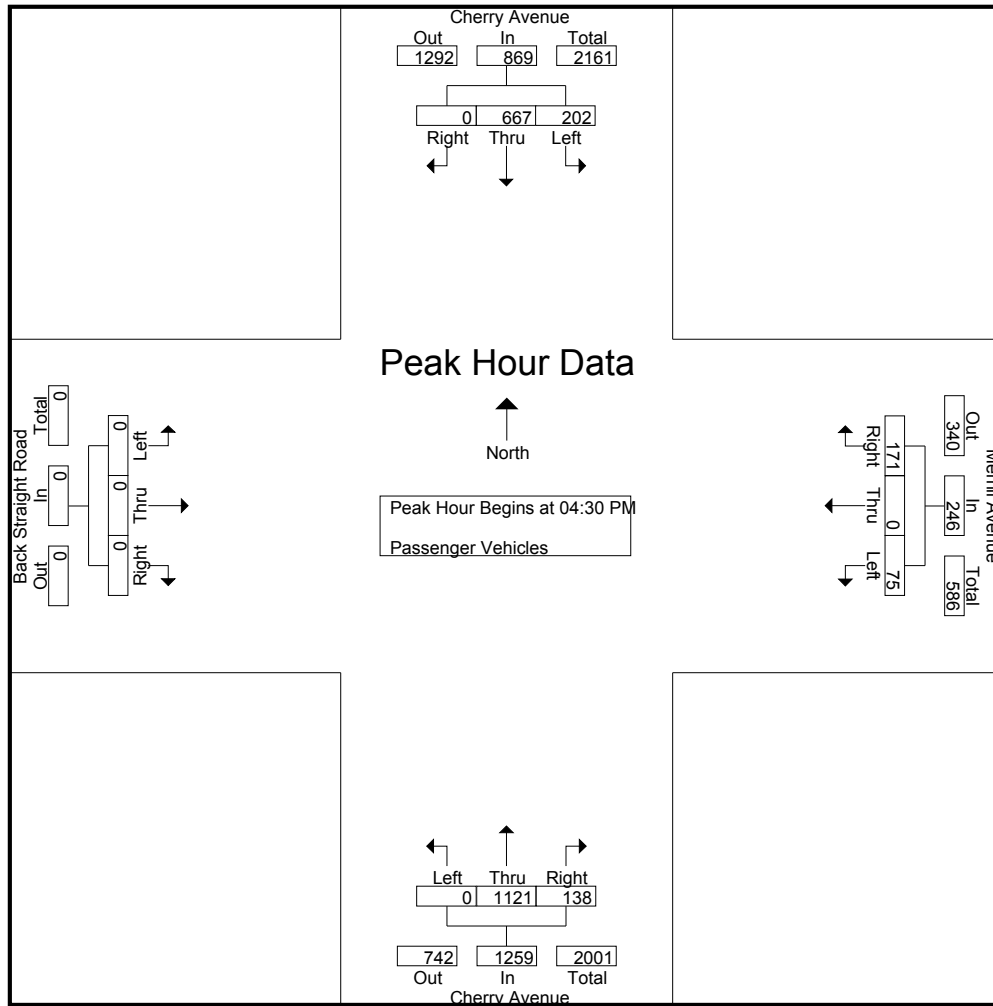 Cherry Avenue
Out In Total
1292 869 2161
0 667 202
Right Thru Left
Peak Hour Data
North
Peak Hour Begins at 04:30 PM
Passenger Vehicles
Back Straight Road
Out In Total
0 0 0
0 0 0
Right Thru Left
Avenue
Out In Total
340 246 586
171 0 75
Right Thru Left
Left Thru Right
0 1121 138
742 1259 2001
Out In Total
Cherry Avenue